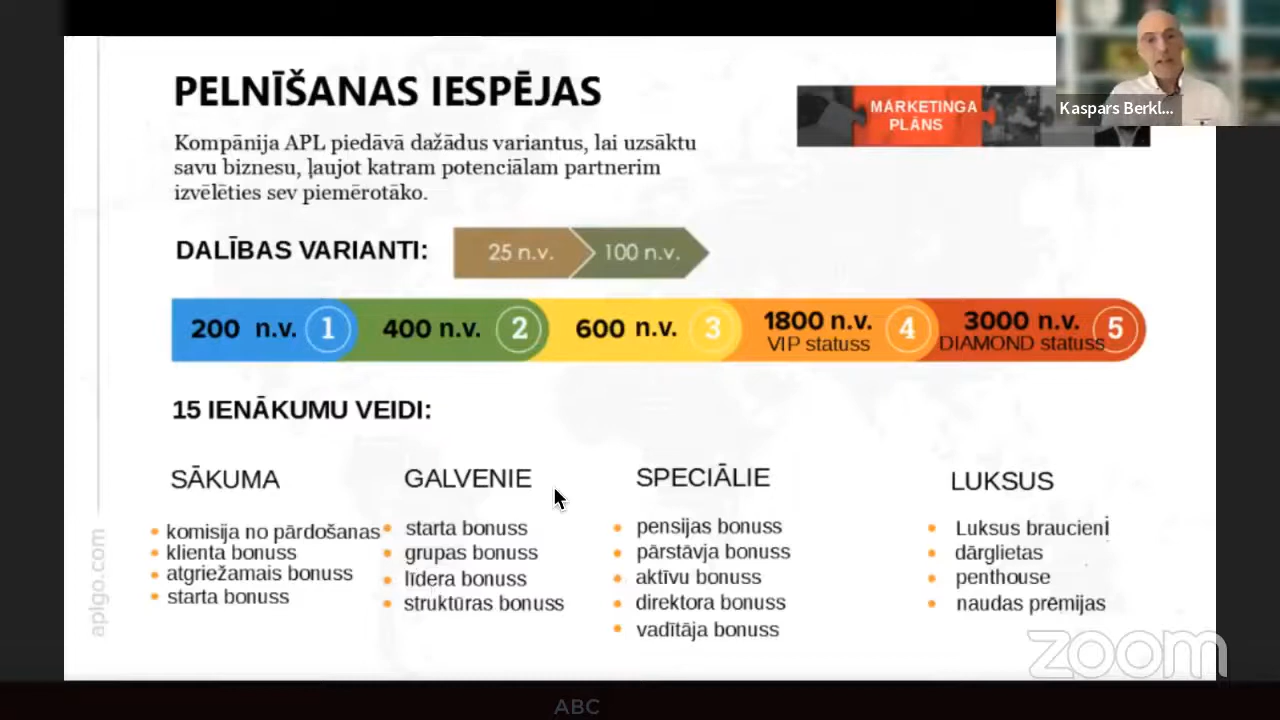 PELNĪŠANAS IESPĒJAS
Kompānija APL piedāvā dažādus variantus, lai uzsāktu
savu biznesu, ļaujot katram potenciālam partnerim
izvēlēties sev piemērotāko.
MĀRKETINGA
PLĀNS
Kaspars Berkl...
DALĪBAS VARIANTI:
25 n.v.
100 n.v.
200 n.v. 1
400 n.v. 2
600 n.v. 3
1800 n.v. 4
VIP statuss
3000 n.v. 5
DIAMOND statuss
15 IENĀKUMU VEIDI:
SĀKUMA
komisija no pārdošanas
klienta bonuss
atgriežamais bonuss
starta bonuss
GALVENIE
starta bonuss
grupas bonuss
līdera bonuss
struktūras bonuss
SPECIĀLIE
pensijas bonuss
pārstāvja bonuss
aktīvu bonuss
direktora bonuss
vadītāja bonuss
LUKSUS
Luksus braucieni
dārglietas
penthouse
naudas prēmijas
aplgo.com
zoom
ABC